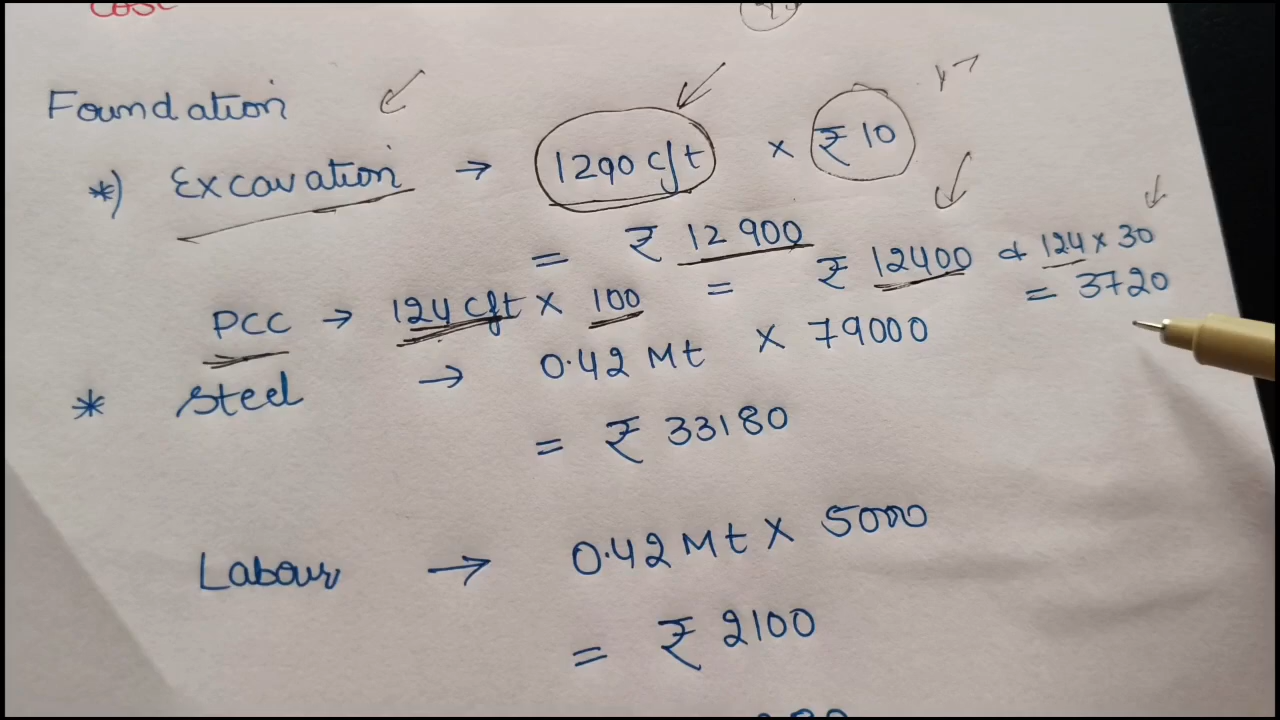 Foundation
*) Excavation → 1290 cft × ₹ 10
= ₹ 12900
PCC → 124 cft × 100 = ₹ 12400 & 124 × 30
= 3720
* Steel → 0.42 Mt × 79000
= ₹ 33180
Labour → 0.42 Mt × 5000
= ₹ 2100